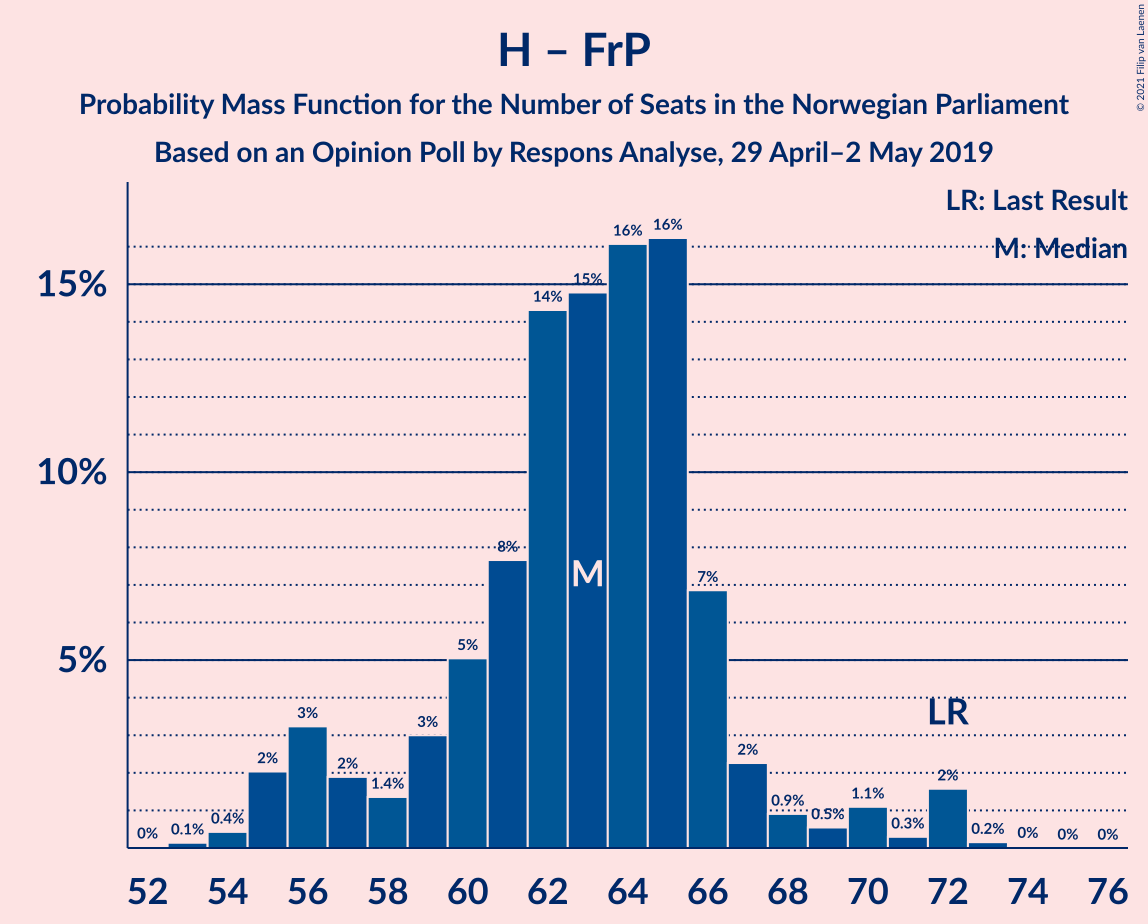 H – FrP
Probability Mass Function for the Number of Seats in the Norwegian Parliament
Based on an Opinion Poll by Respons Analyse, 29 April–2 May 2019
© 2021 Filip van Laenen
LR: Last Result
M: Median
15%
10%
5%
0% 0.1% 0.4% 2% 3% 2% 1.4% 3% 5% 8% 14% 15% 16% 16% 7% 2% 0.9% 0.5% 1.1% 0.3% 2% 0.2% 0% 0% 0%
M
LR
52 54 56 58 60 62 64 66 68 70 72 74 76